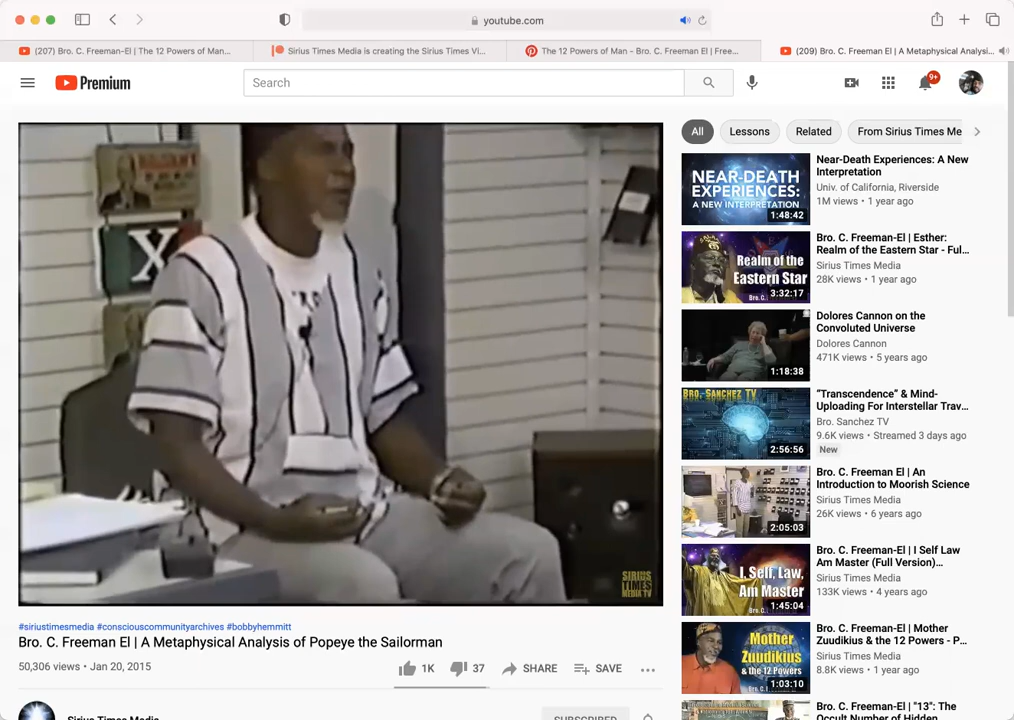 youtube.com
(207) Bro. C. Freeman-El | The 12 Powers of Man...
Sirius Times Media is creating the Sirius Times Vi...
The 12 Powers of Man - Bro. C. Freeman El | Free...
(209) Bro. C. Freeman El | A Metaphysical Analysi...
Premium
Search
9+
All
Lessons
Related
From Sirius Times Me
X
SIRIUS
TIMES
MEDIA TV
#siriustimesmedia #consciouscommunityarchives #bobbyhemmitt
Bro. C. Freeman El | A Metaphysical Analysis of Popeye the Sailorman
50,306 views • Jan 20, 2015
1K
37
SHARE
SAVE
Sirius Times Media
SUBSCRIBED
NEAR-DEATH
EXPERIENCES:
A NEW INTERPRETATION
1:48:42
Near-Death Experiences: A New
Interpretation
Univ. of California, Riverside
1M views • 1 year ago
Realm of the
Eastern Star
Bro. C.
3:32:17
Bro. C. Freeman-El | Esther:
Realm of the Eastern Star - Ful...
Sirius Times Media
28K views • 1 year ago
1:18:38
Dolores Cannon on the
Convoluted Universe
Dolores Cannon
471K views • 5 years ago
BRO. SANCHEZ TV
2:56:56
“Transcendence” & Mind-
Uploading For Interstellar Trav...
Bro. Sanchez TV
9.6K views • Streamed 3 days ago
New
2:05:03
Bro. C. Freeman El | An
Introduction to Moorish Science
Sirius Times Media
26K views • 6 years ago
I, Self, Law,
Am Master
Bro. C.
1:45:04
Bro. C. Freeman-El | I Self Law
Am Master (Full Version)...
Sirius Times Media
133K views • 4 years ago
Mother
Zuudikius
& the 12 Powers
Bro. C.
1:03:10
Bro. C. Freeman-El | Mother
Zuudikius & the 12 Powers - P...
Sirius Times Media
8.8K views • 1 year ago
Bro. C. Freeman-El | "13": The
Occult Number of Hidden